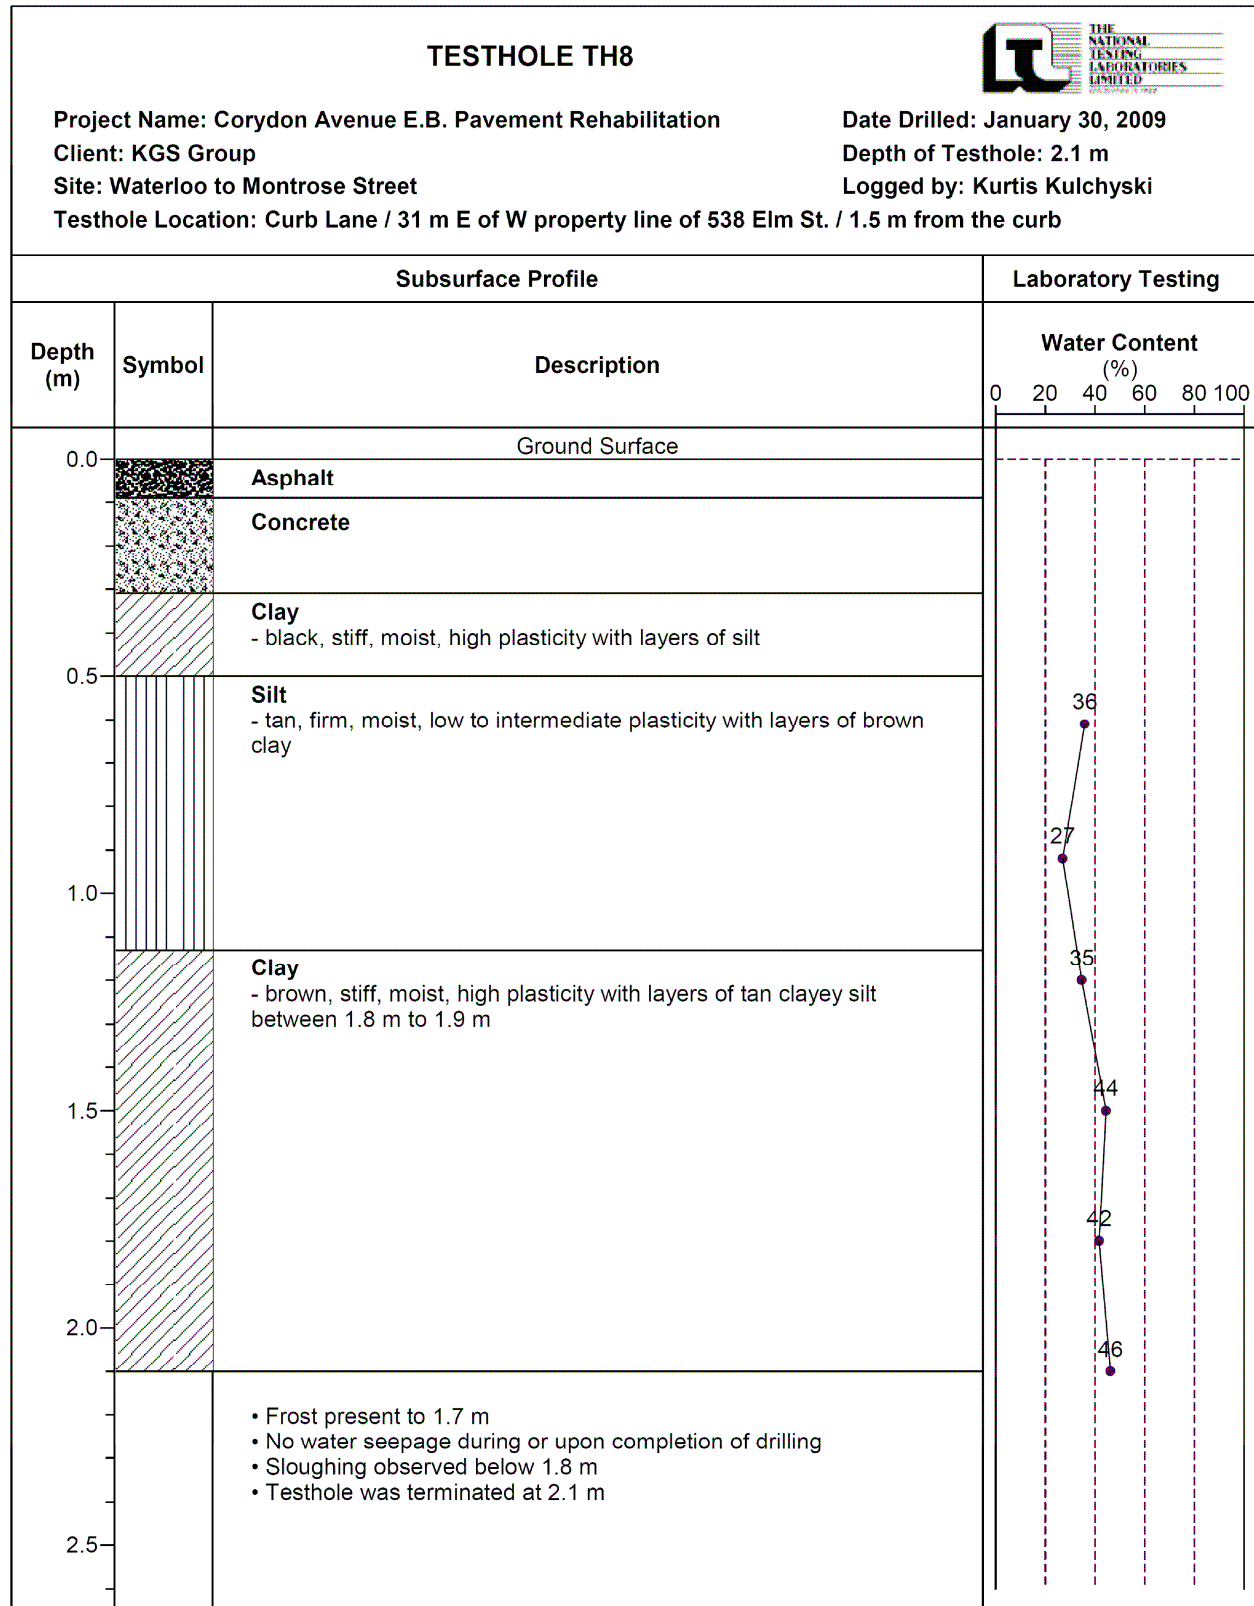 TESTHOLE TH8
THE
NATIONAL
TESTING
LABORATORIES
LIMITED
Project Name: Corydon Avenue E.B. Pavement Rehabilitation
Date Drilled: January 30, 2009
Client: KGS Group
Depth of Testhole: 2.1 m
Site: Waterloo to Montrose Street
Logged by: Kurtis Kulchyski
Testhole Location: Curb Lane / 31 m E of W property line of 538 Elm St. / 1.5 m from the curb
Subsurface Profile
Laboratory Testing
Depth
(m)
Symbol
Description
Water Content
(%)
0 20 40 60 80 100
Ground Surface
0.0
Asphalt
Concrete
Clay
- black, stiff, moist, high plasticity with layers of silt
0.5
Silt
- tan, firm, moist, low to intermediate plasticity with layers of brown
clay
36
27
1.0
Clay
- brown, stiff, moist, high plasticity with layers of tan clayey silt
between 1.8 m to 1.9 m
35
44
1.5
42
2.0
46
• Frost present to 1.7 m
• No water seepage during or upon completion of drilling
• Sloughing observed below 1.8 m
• Testhole was terminated at 2.1 m
2.5